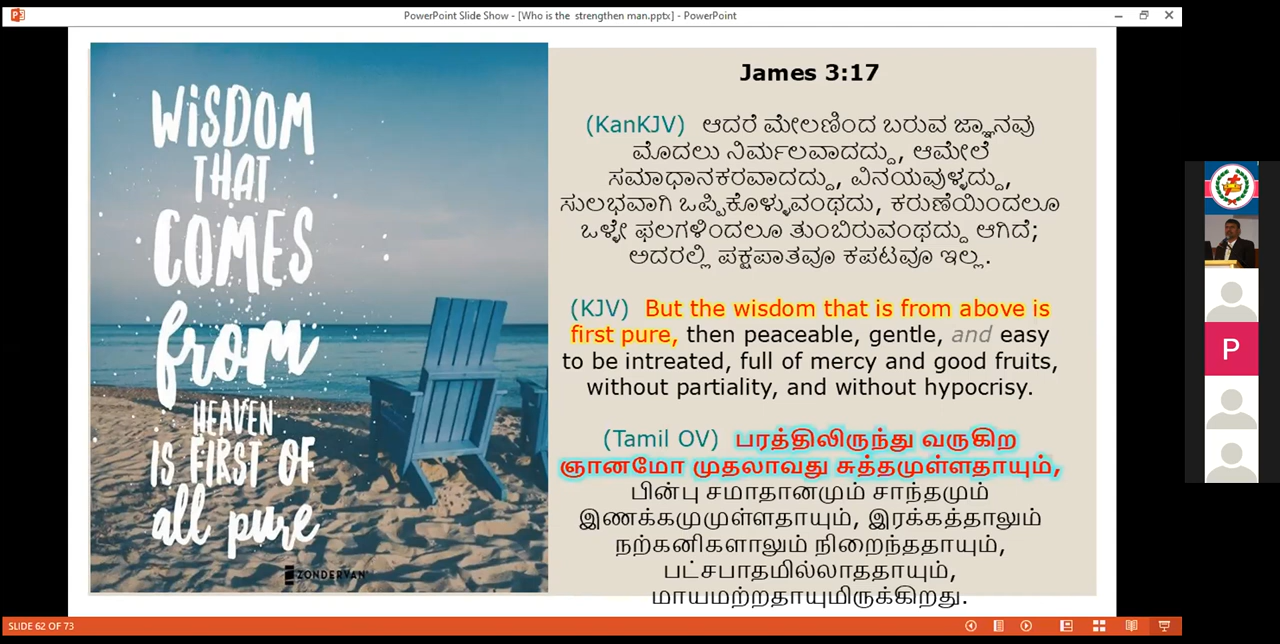 PowerPoint Slide Show - [Who is the  strengthen man.pptx] - PowerPoint
WISDOM
THAT
COMES
from
HEAVEN
IS FIRST OF
all pure
ZONDERVAN
James 3:17
(KanKJV) ಆದರೆ ಮೇಲಣಿಂದ ಬರುವ ಜ್ಞಾನವು
ಮೊದಲು ನಿರ್ಮಲವಾದದ್ದು, ಆಮೇಲೆ
ಸಮಾಧಾನಕರವಾದದ್ದು, ವಿನಯವುಳ್ಳದ್ದು,
ಸುಲಭವಾಗಿ ಒಪ್ಪಿಕೊಳ್ಳುವಂಥದು, ಕರುಣೆಯಿಂದಲೂ
ಒಳ್ಳೇ ಫಲಗಳಿಂದಲೂ ತುಂಬಿರುವಂಥದ್ದು ಆಗಿದೆ;
ಅದರಲ್ಲಿ ಪಕ್ಷಪಾತವೂ ಕಪಟವೂ ಇಲ್ಲ.
(KJV) But the wisdom that is from above is
first pure, then peaceable, gentle, and easy
to be intreated, full of mercy and good fruits,
without partiality, and without hypocrisy.
(Tamil OV) பரத்திலிருந்து வருகிற
ஞானமோ முதலாவது சுத்தமுள்ளதாயும்,
பின்பு சமாதானமும் சாந்தமும்
இணக்கமுமுள்ளதாயும், இரக்கத்தாலும்
நற்கனிகளாலும் நிறைந்ததாயும்,
பட்சபாதமில்லாததாயும்,
மாயமற்றதாயுமிருக்கிறது.
P
SLIDE 62 OF 73